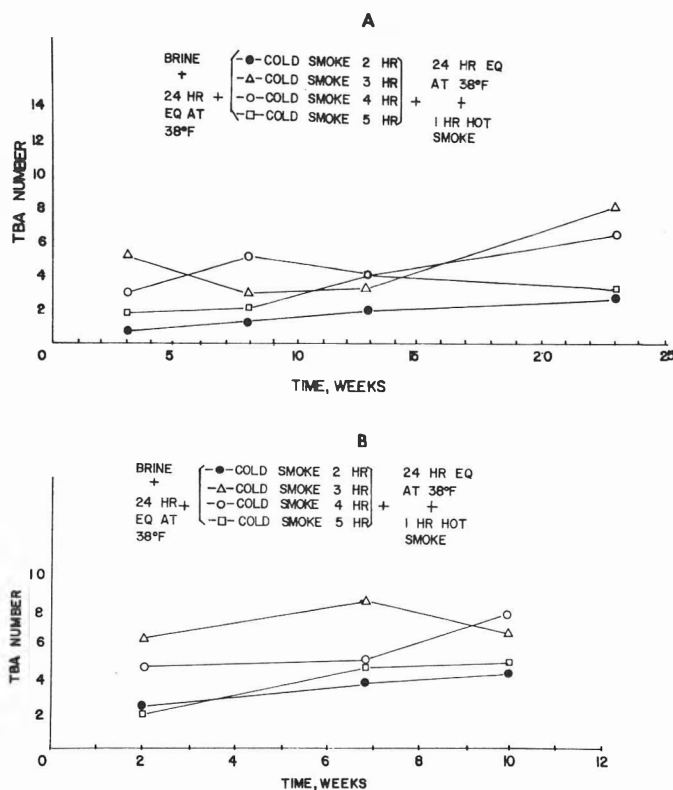 A
BRINE
+
24 HR +
EQ AT
38°F
-●-COLD SMOKE 2 HR
-△-COLD SMOKE 3 HR
-○-COLD SMOKE 4 HR
-□-COLD SMOKE 5 HR
+
24 HR EQ
AT 38°F
+
1 HR HOT
SMOKE
TBA NUMBER
14
12
10
8
6
4
2
0 5 10 15 20 25
TIME, WEEKS
B
BRINE
+
24 HR +
EQ AT
38°F
-●-COLD SMOKE 2 HR
-△-COLD SMOKE 3 HR
-○-COLD SMOKE 4 HR
-□-COLD SMOKE 5 HR
+
24 HR EQ
AT 38°F
+
1 HR HOT
SMOKE
TBA NUMBER
10
8
6
4
2
0 2 4 6 8 10 12
TIME, WEEKS